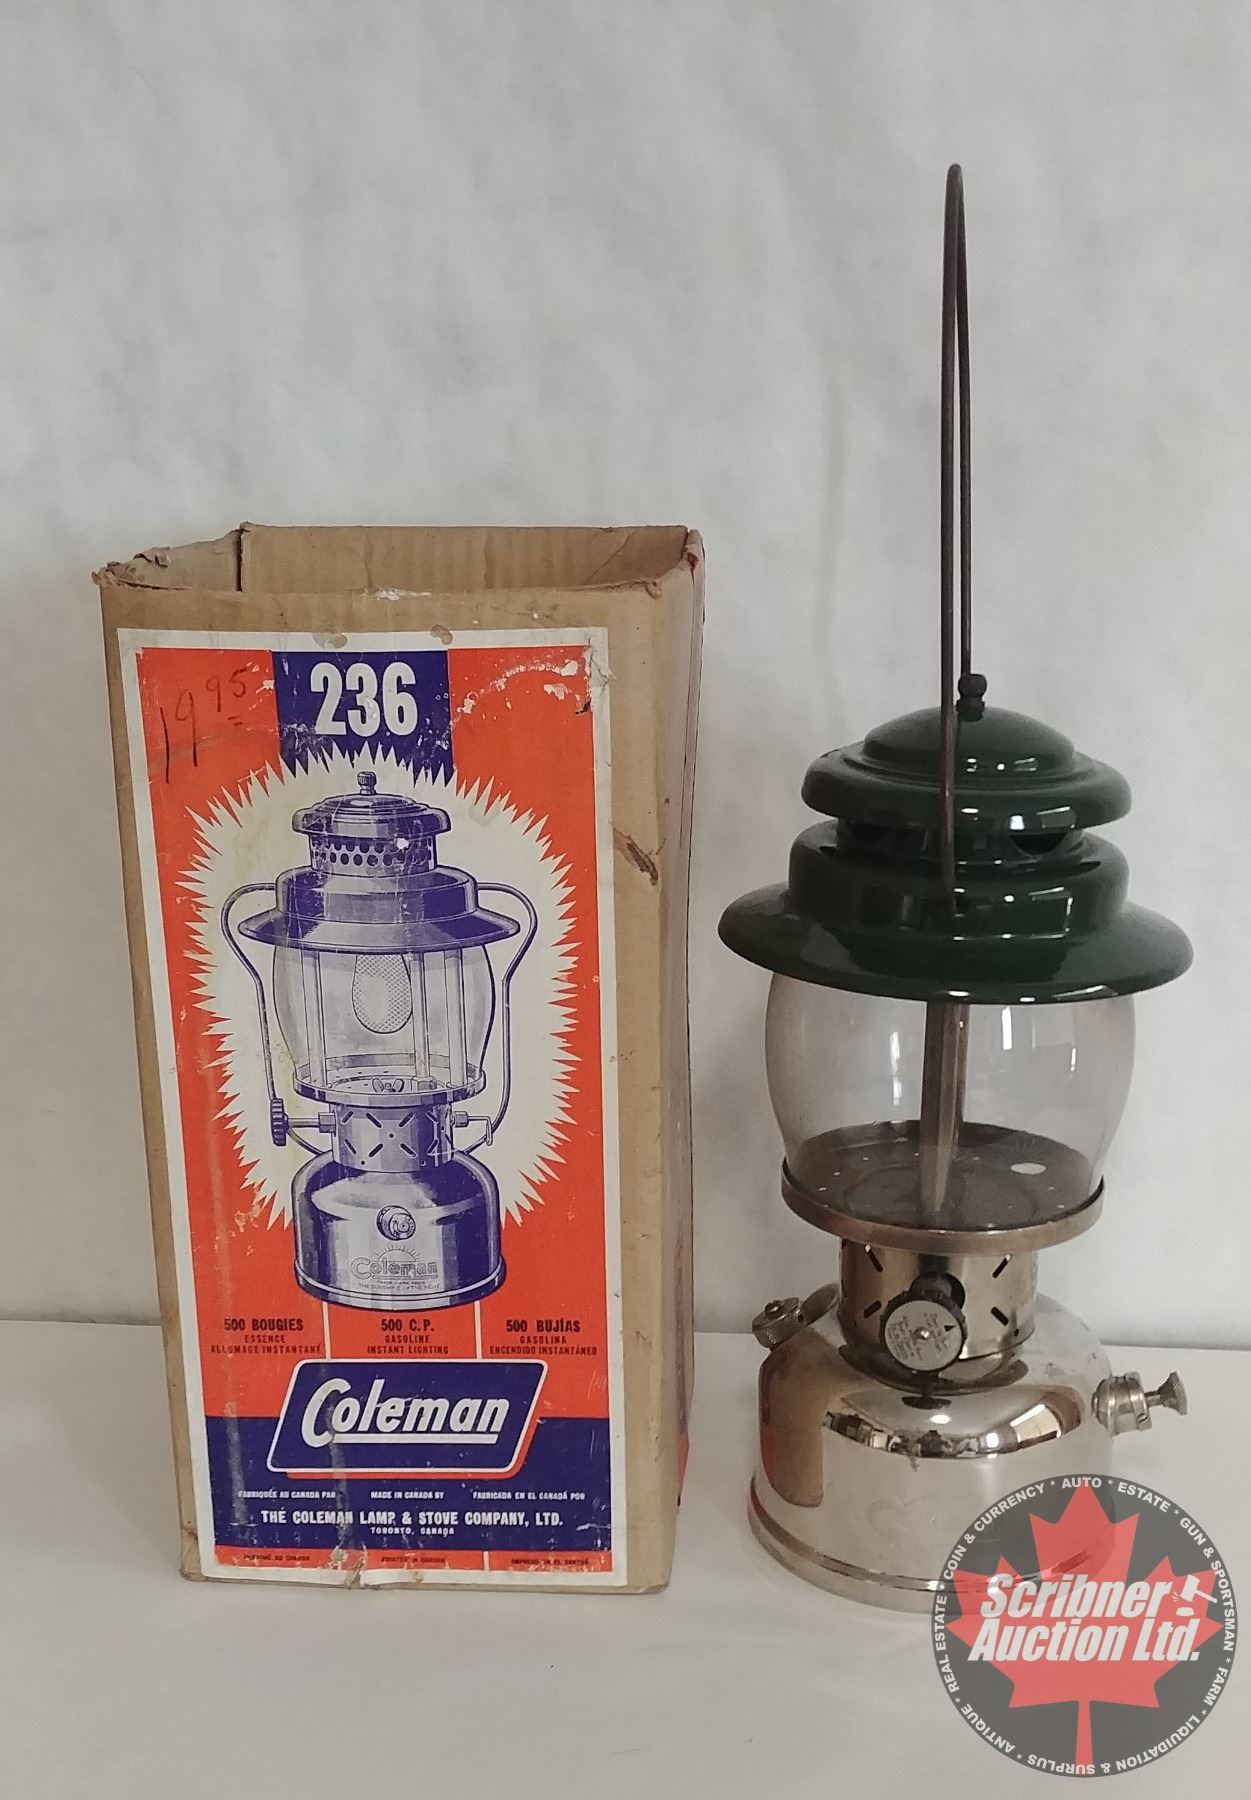 19 95
236
Coleman
500 BOUGIES
ESSENCE
ALLUMAGE INSTANTANÉ
500 C.P.
GASOLINE
INSTANT LIGHTING
500 BUJÍAS
GASOLINA
ENCENDIDO INSTANTÁNEO
Coleman
FABRIQUÉE AU CANADA PAR
MADE IN CANADA BY
FABRICADA EN EL CANADÁ POR
THE COLEMAN LAMP & STOVE COMPANY, LTD.
TORONTO, CANADA
IMPRIMÉ AU CANADA
PRINTED IN CANADA
IMPRESO EN EL CANADÁ
Scribner
Auction Ltd.
ANTIQUE * REAL ESTATE * COIN & CURRENCY * AUTO * ESTATE * GUN & SPORTSMAN * FARM * LIQUIDATION & SURPLUS *